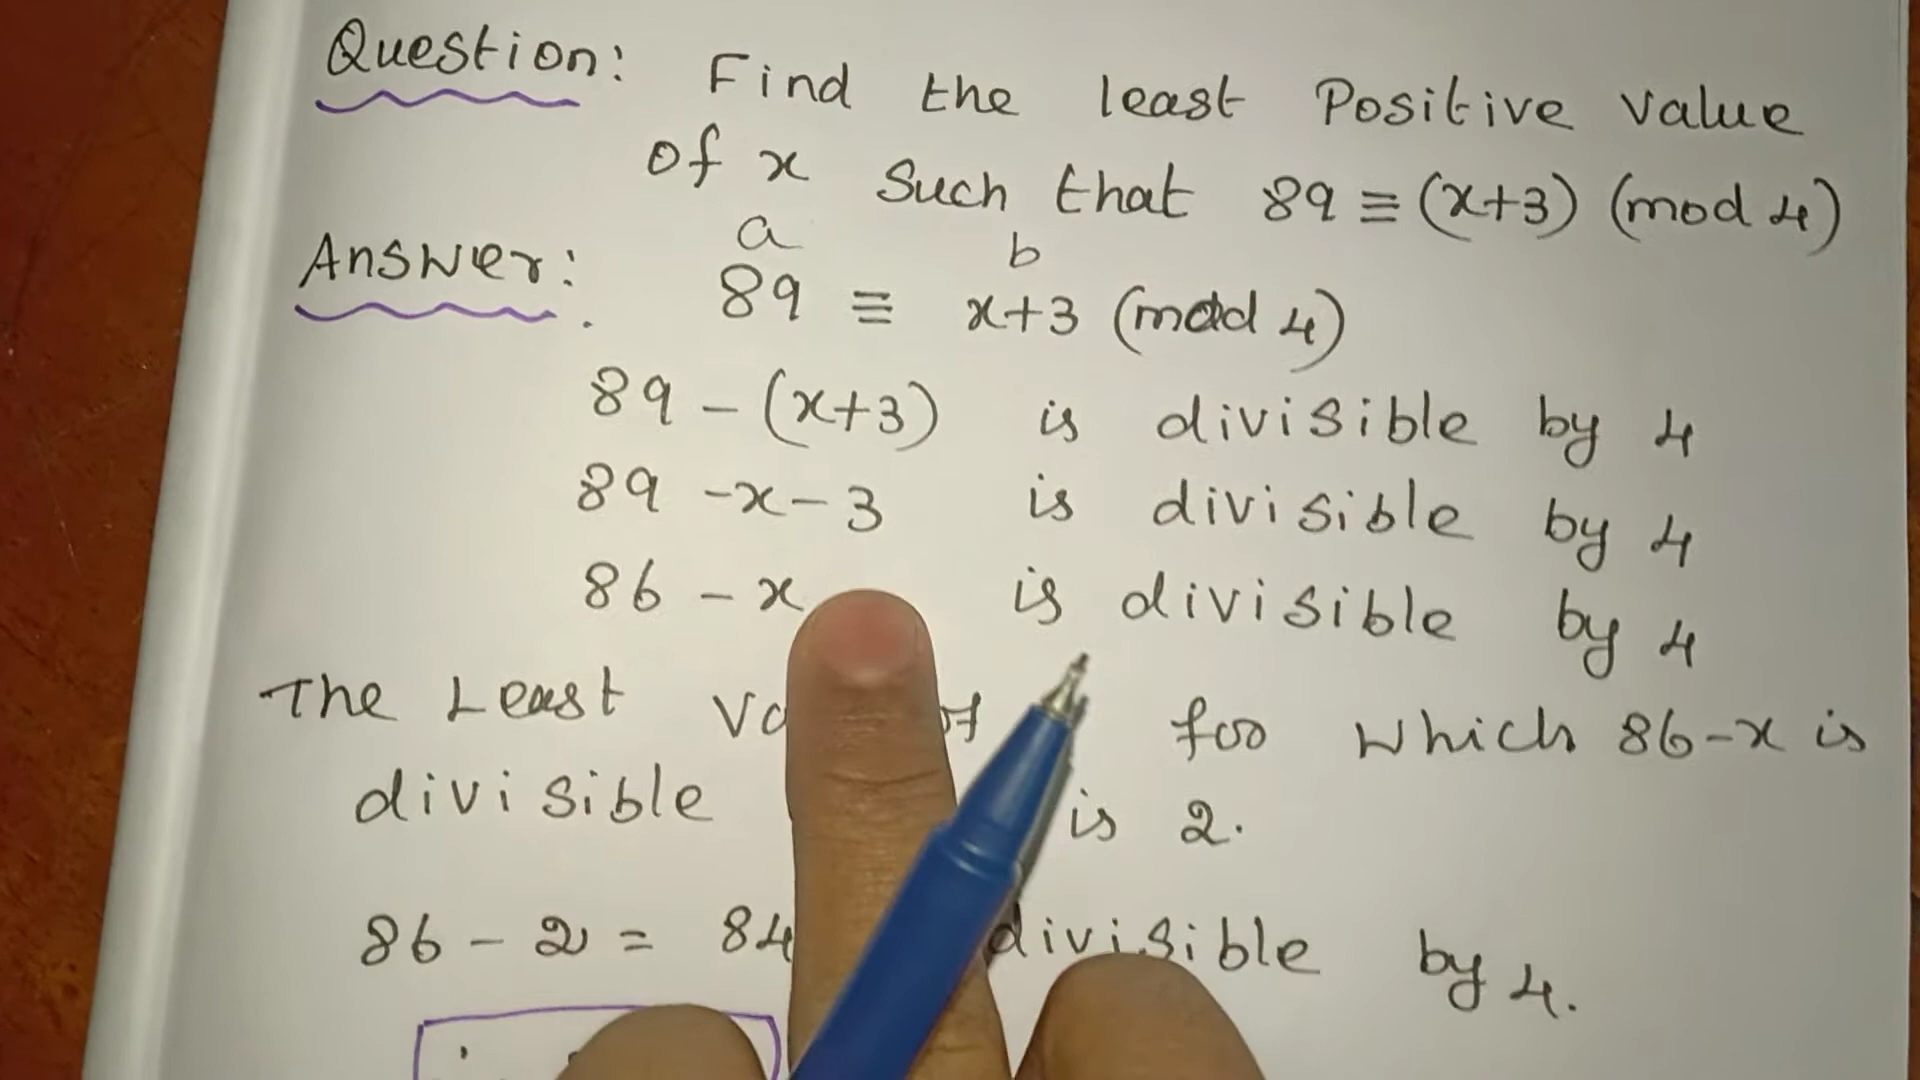 Question: Find the least Positive value
of x such that 89 ≡ (x+3) (mod 4)
a b
Answer: 89 ≡ x+3 (mod 4)
89 - (x+3) is divisible by 4
89 -x-3 is divisible by 4
86 - x is divisible by 4
The Least of for which 86-x is
divisible is 2.
86 - 2 = 84 divisible by 4.